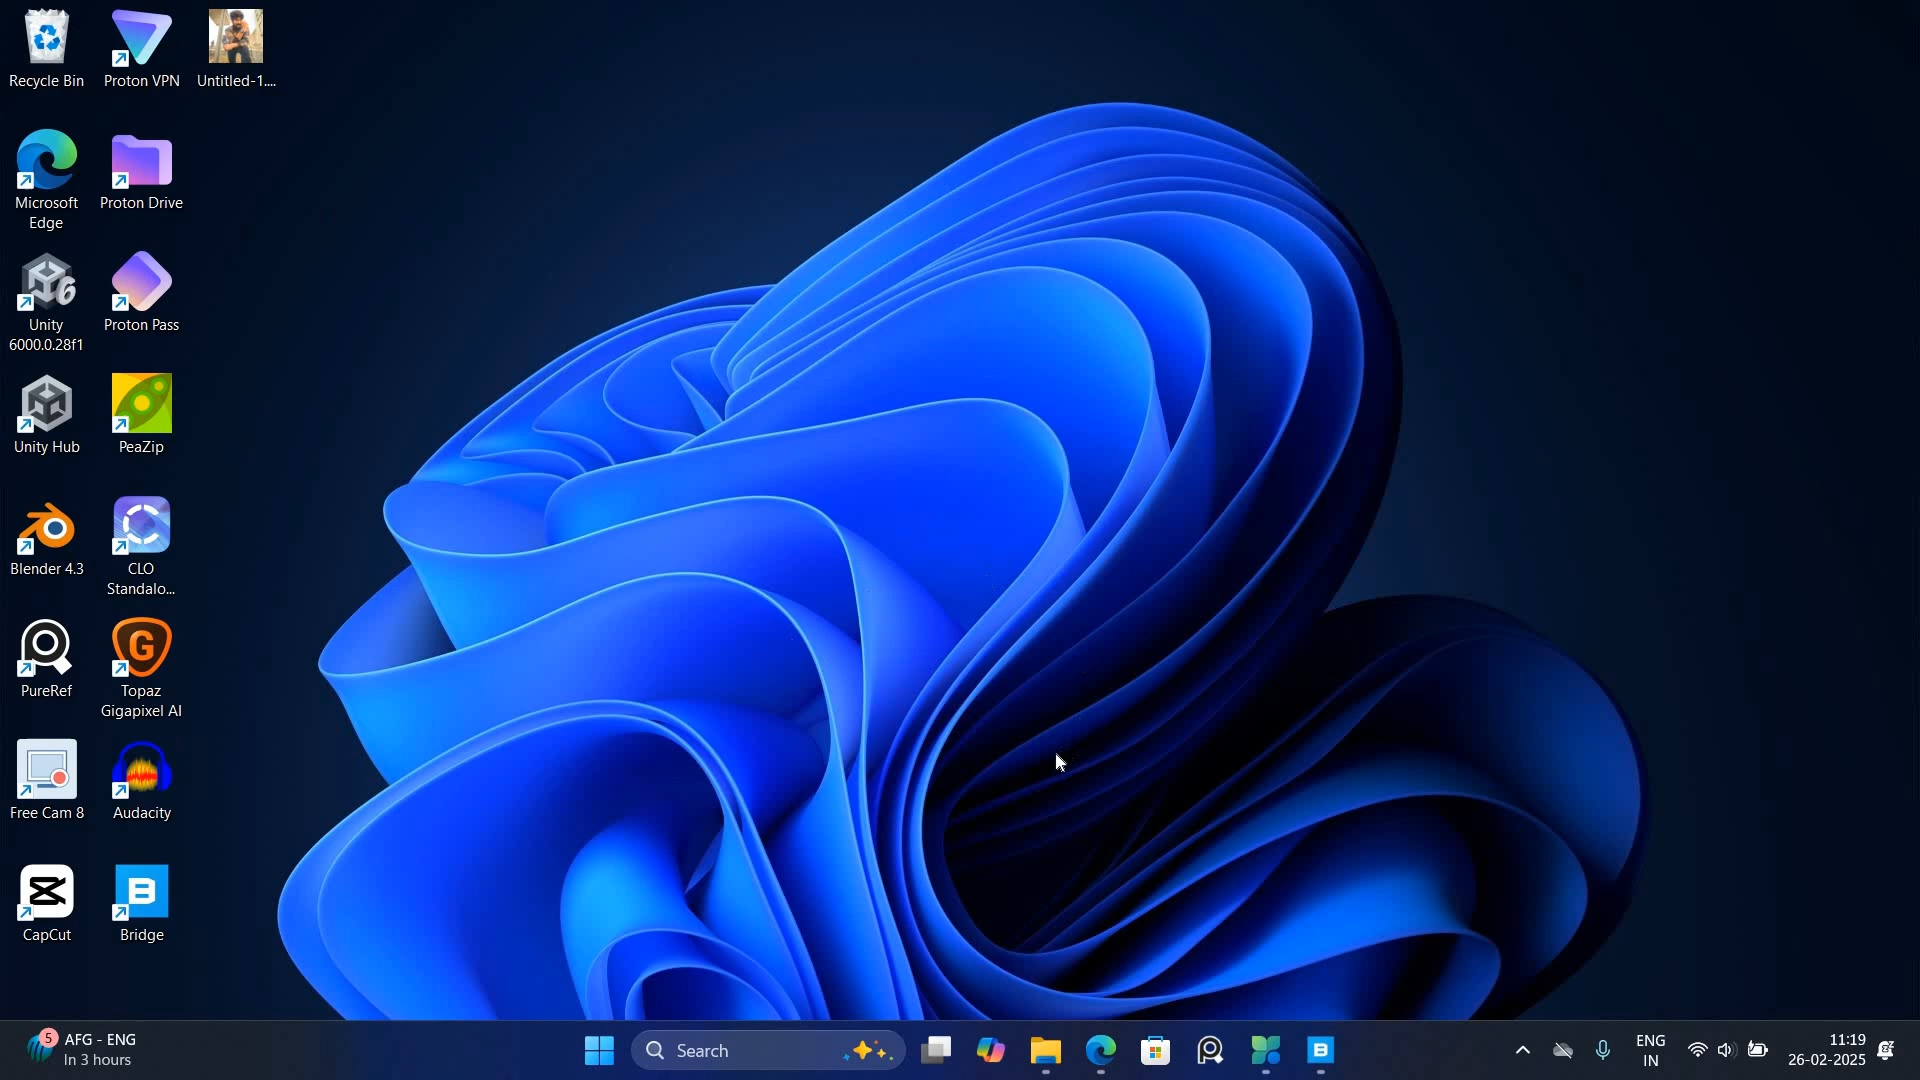 Recycle Bin
Proton VPN
Untitled-1....
Microsoft
Edge
Proton Drive
Unity
6000.0.28f1
Proton Pass
Unity Hub
PeaZip
Blender 4.3
CLO
Standalo...
PureRef
Topaz
Gigapixel AI
Free Cam 8
Audacity
CapCut
Bridge
5
AFG - ENG
In 3 hours
Search
ENG
IN
11:19
26-02-2025